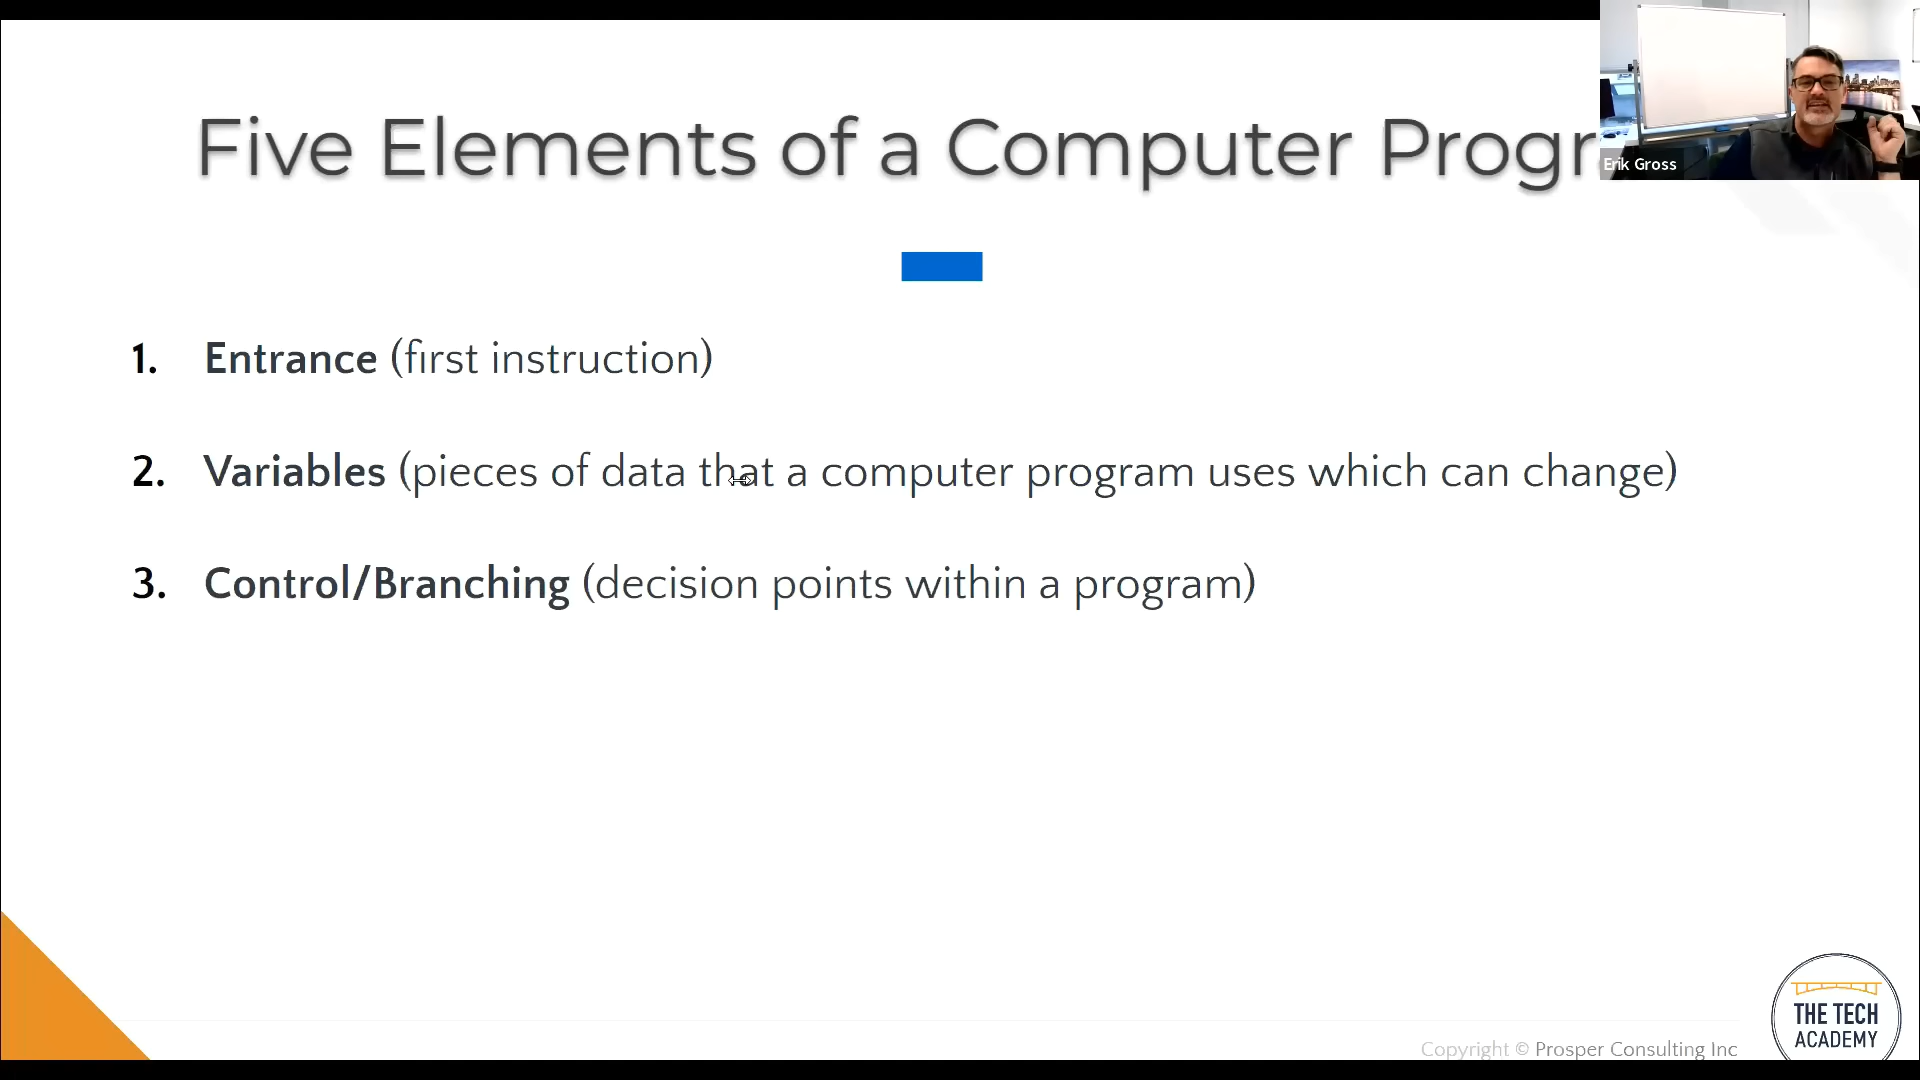 Five Elements of a Computer Progr
Erik Gross
1. Entrance (first instruction)
2. Variables (pieces of data that a computer program uses which can change)
3. Control/Branching (decision points within a program)
Copyright © Prosper Consulting Inc
THE TECH
ACADEMY